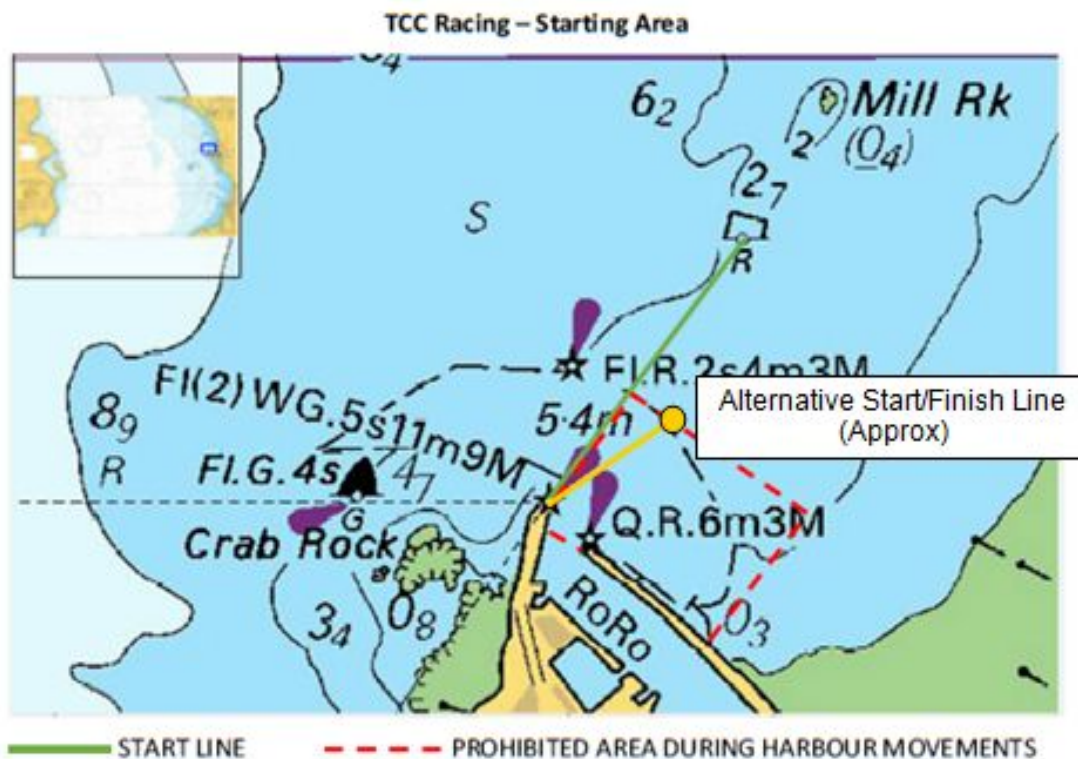 TCC Racing – Starting Area
6₂
Mill Rk
2
(0₄)
2₇
S
R
Fl.R.2s4m3M
Fl(2)WG.5s11m9M
5·4m
Alternative Start/Finish Line
(Approx)
8₉
R
Fl.G.4s
4₇
G
Q.R.6m3M
Crab Rock
3₄
0₈
RoRo
0₃
START LINE
PROHIBITED AREA DURING HARBOUR MOVEMENTS